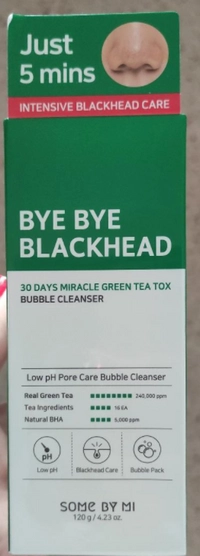 Just
5 mins
INTENSIVE BLACKHEAD CARE
BYE BYE
BLACKHEAD
30 DAYS MIRACLE GREEN TEA TOX
BUBBLE CLEANSER
Low pH Pore Care Bubble Cleanser
Real Green Tea 240,000 ppm
Tea Ingredients 16 EA
Natural BHA 5,000 ppm
pH
Low pH Blackhead Care Bubble Pack
SOME BY MI
120 g / 4.23 oz.